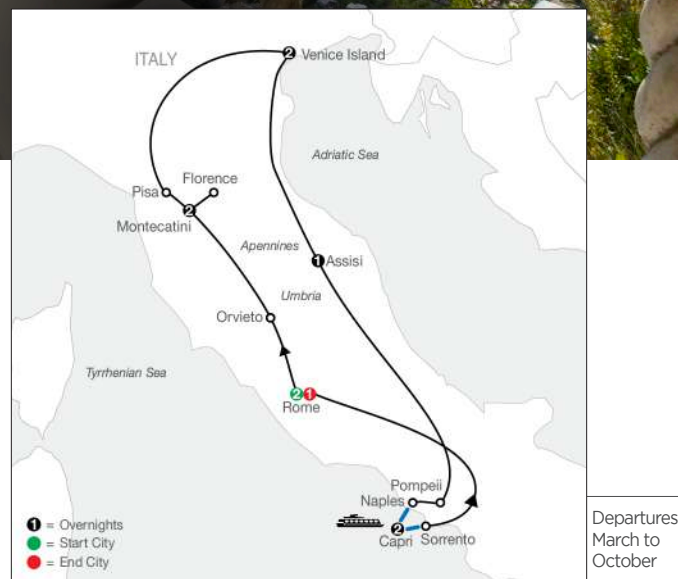 ITALY
2 Venice Island
Adriatic Sea
Florence
Pisa
2
Montecatini
Apennines
1 Assisi
Umbria
Orvieto
Tyrrhenian Sea
2 1
Rome
Pompeii
Naples
2
Capri Sorrento
1 = Overnights
= Start City
= End City
Departures
March to
October